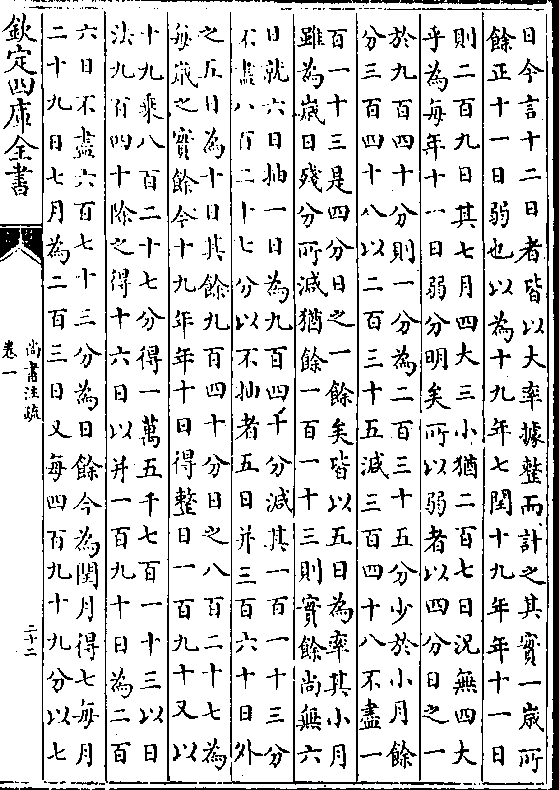 日今言十二日者皆以大率據整而計之其實一歲所
餘正十一日弱也以為十九年七閏十九年年十一日
則二百九日其七月四大三小猶二百七日況無四大
乎為每年十一日弱分明矣所以弱者以四分日之一
於九百四十分則一分為二百三十五分少於小月餘
分三百四十八以二百三十五減三百四十八不盡一
百一十三是四分日之一餘矣皆以五日為率其小月
雖為歲日殘分所減猶餘一百一十三則實餘尚無六
日就六日抽一日為九百四十分減其一百一十三分
不盡八百二十七分以不抽者五日并三百六十日外
之五日為十日其餘九百四十分日之八百二十七為
每歲之實餘今十九年年十日得整日一百九十又以
十九乘八百二十七分得一萬五千七百一十三以日
法九百四十除之得十六日以并一百九十日為二百
六日不盡六百七十三分為日餘今為閏月得七每月
二十九日七月為二百三日又每四百九十九分以七
欽定四庫全書
尚書注疏
卷一
二十二